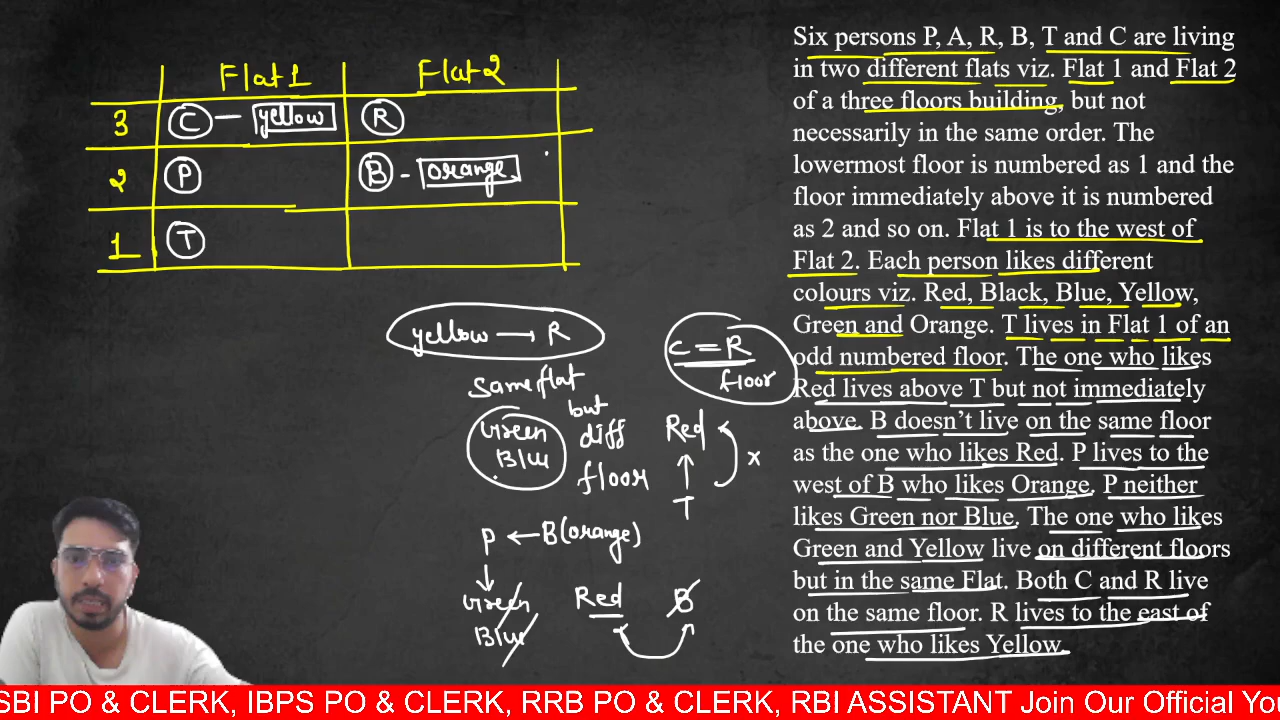 Flat 1 Flat 2
3 C — yellow R
2 P B - orange
1 T
yellow → R
same flat
but
diff
floor
Green
Blue
C = R
floor
Red
↑ x
T
P ← B (orange)
↓
Green
Blue
Red B
Six persons P, A, R, B, T and C are living
in two different flats viz. Flat 1 and Flat 2
of a three floors building, but not
necessarily in the same order. The
lowermost floor is numbered as 1 and the
floor immediately above it is numbered
as 2 and so on. Flat 1 is to the west of
Flat 2. Each person likes different
colours viz. Red, Black, Blue, Yellow,
Green and Orange. T lives in Flat 1 of an
odd numbered floor. The one who likes
Red lives above T but not immediately
above. B doesn’t live on the same floor
as the one who likes Red. P lives to the
west of B who likes Orange. P neither
likes Green nor Blue. The one who likes
Green and Yellow live on different floors
but in the same Flat. Both C and R live
on the same floor. R lives to the east of
the one who likes Yellow.
SBI PO & CLERK, IBPS PO & CLERK, RRB PO & CLERK, RBI ASSISTANT Join Our Official You